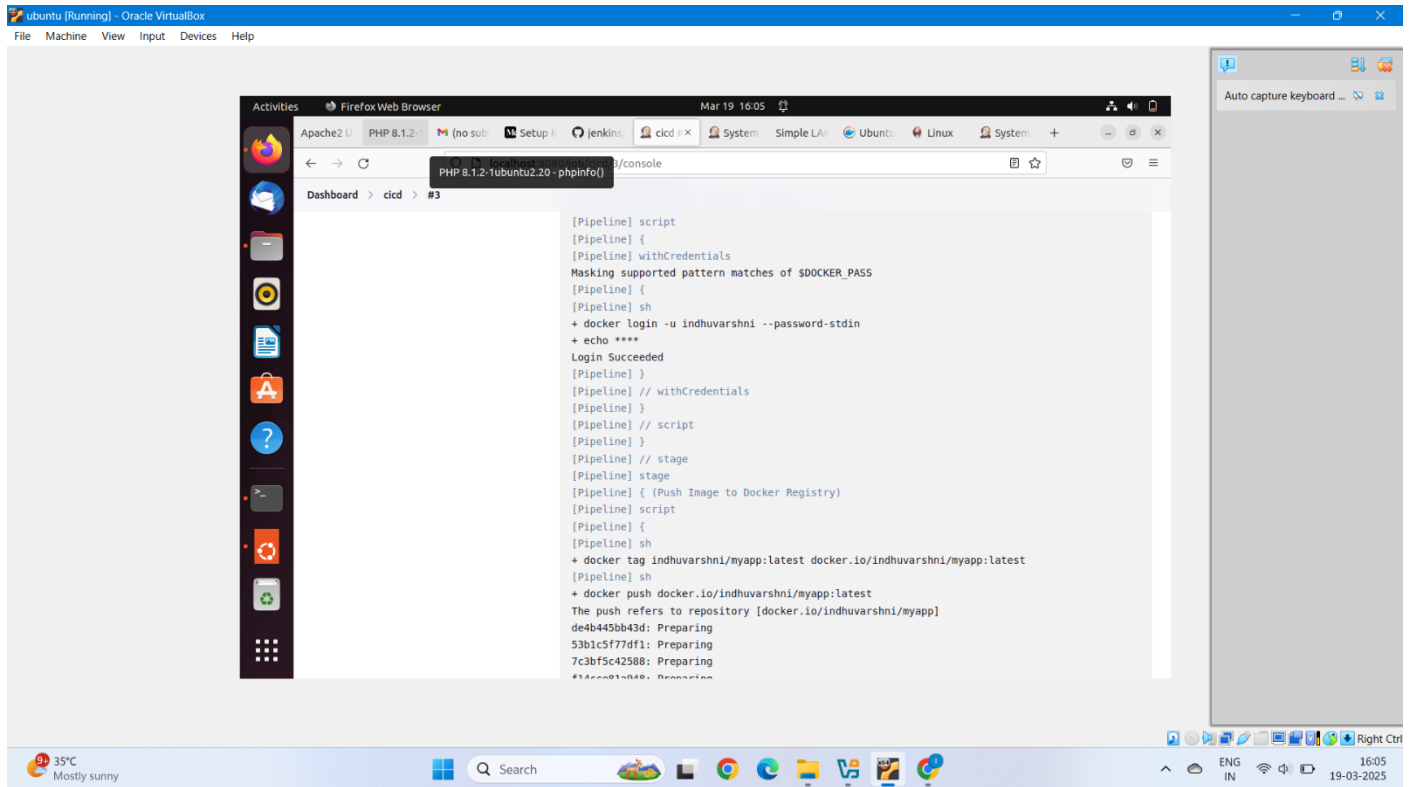 ubuntu [Running] - Oracle VirtualBox
File Machine View Input Devices Help
Auto capture keyboard ...
Activities Firefox Web Browser Mar 19 16:05
Apache2 U PHP 8.1.2-1 (no sub Setup jenkins/ cicd # System Simple LA Ubuntu Linux System
/console
PHP 8.1.2-1ubuntu2.20 - phpinfo()
Dashboard > cicd > #3
[Pipeline] script
[Pipeline] {
[Pipeline] withCredentials
Masking supported pattern matches of $DOCKER_PASS
[Pipeline] {
[Pipeline] sh
+ docker login -u indhuvarshni --password-stdin
+ echo ****
Login Succeeded
[Pipeline] }
[Pipeline] // withCredentials
[Pipeline] }
[Pipeline] // script
[Pipeline] }
[Pipeline] // stage
[Pipeline] stage
[Pipeline] { (Push Image to Docker Registry)
[Pipeline] script
[Pipeline] {
[Pipeline] sh
+ docker tag indhuvarshni/myapp:latest docker.io/indhuvarshni/myapp:latest
[Pipeline] sh
+ docker push docker.io/indhuvarshni/myapp:latest
The push refers to repository [docker.io/indhuvarshni/myapp]
de4b445bb43d: Preparing
53b1c5f77df1: Preparing
7c3bf5c42588: Preparing
Right Ctrl
9+
35°C
Mostly sunny
Search
ENG
IN
16:05
19-03-2025